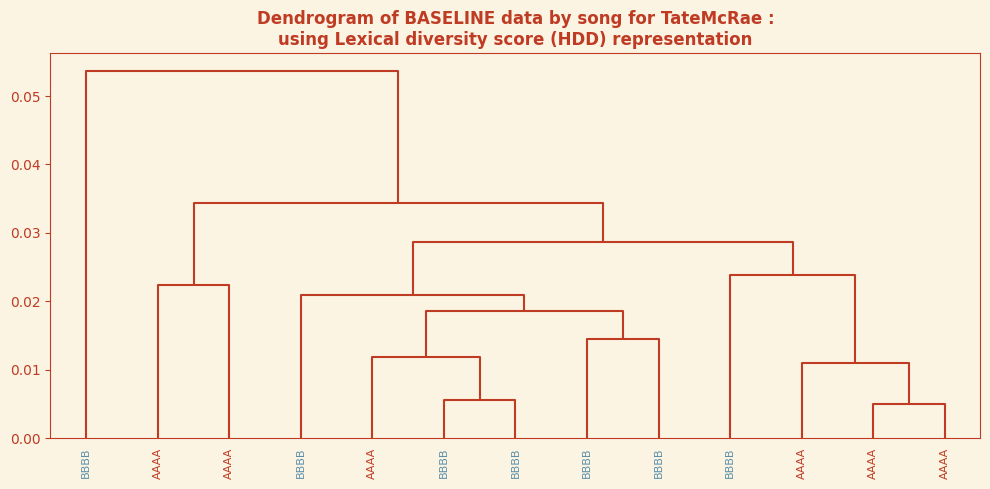 Dendrogram of BASELINE data by song for TateMcRae :
using Lexical diversity score (HDD) representation
0.05
0.04
0.03
0.02
0.01
0.00
BBBB
AAAA
AAAA
BBBB
AAAA
BBBB
BBBB
BBBB
BBBB
BBBB
AAAA
AAAA
AAAA